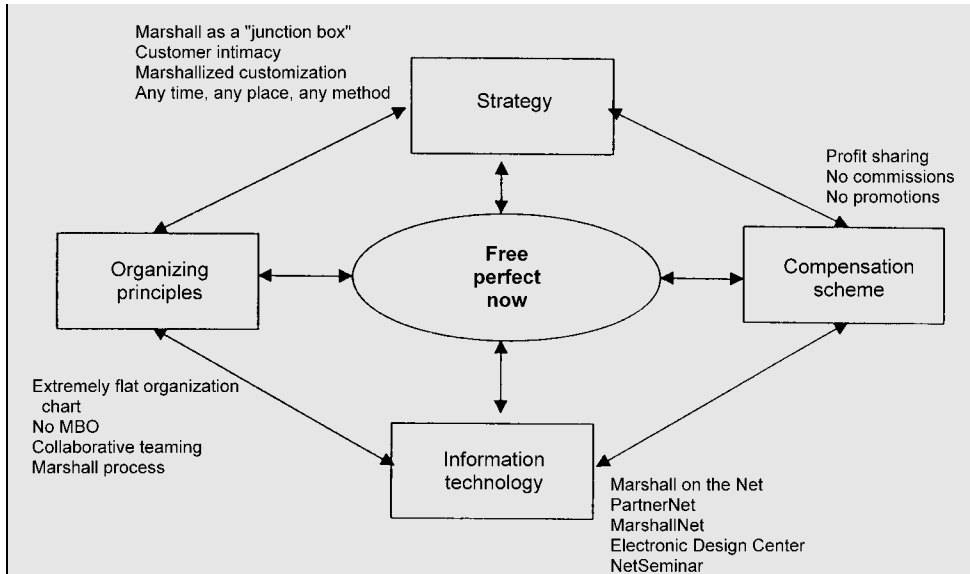 Marshall as a "junction box"
Customer intimacy
Marshallized customization
Any time, any place, any method
Strategy
Profit sharing
No commissions
No promotions
Organizing
principles
Free
perfect
now
Compensation
scheme
Extremely flat organization
chart
No MBO
Collaborative teaming
Marshall process
Information
technology
Marshall on the Net
PartnerNet
MarshallNet
Electronic Design Center
NetSeminar